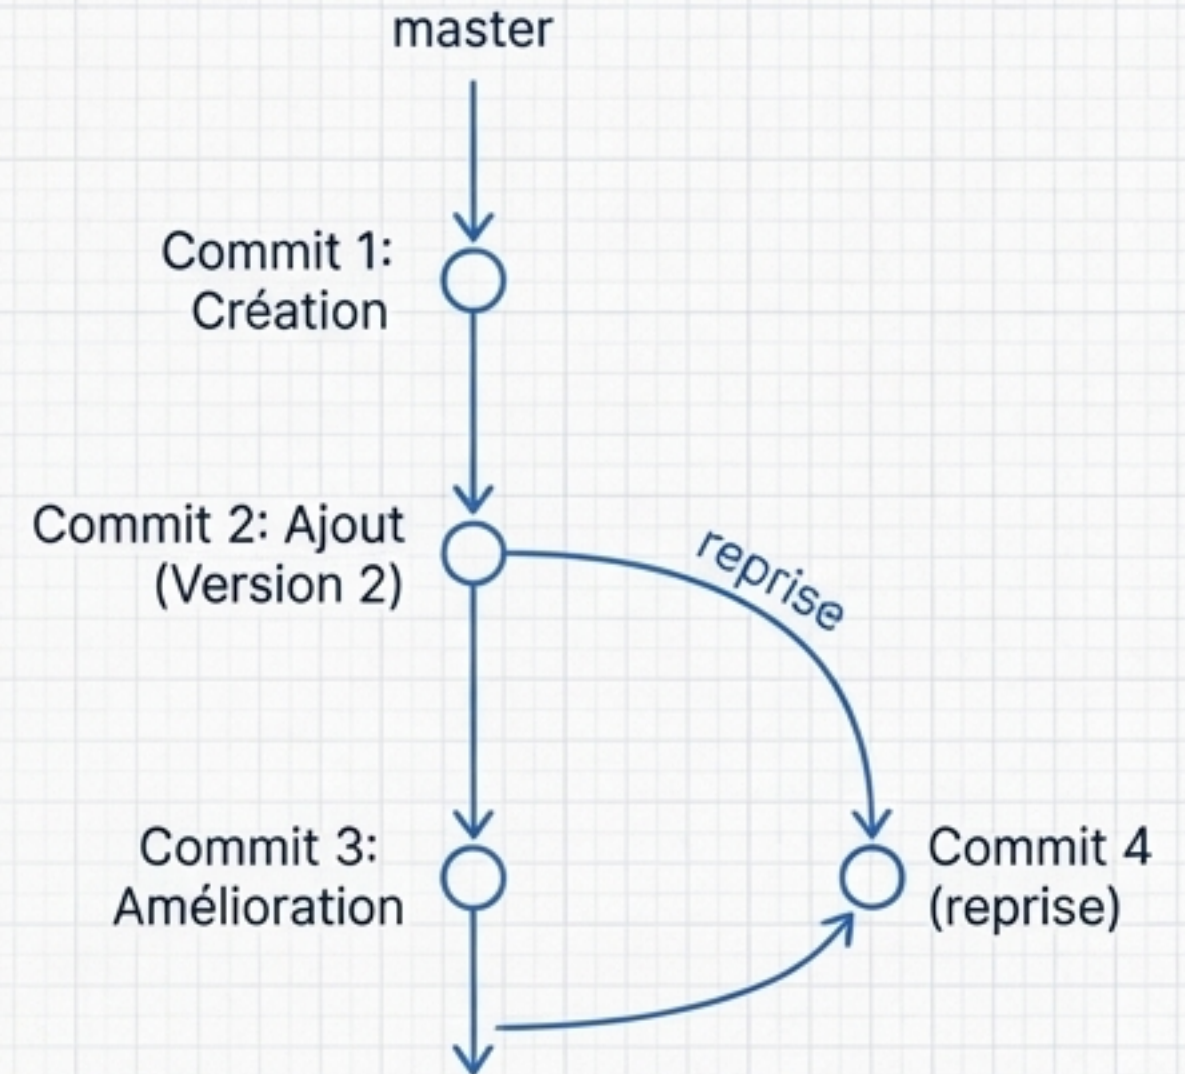 master
Commit 1:
Création
Commit 2: Ajout
(Version 2)
reprise
Commit 3:
Amélioration
Commit 4
(reprise)